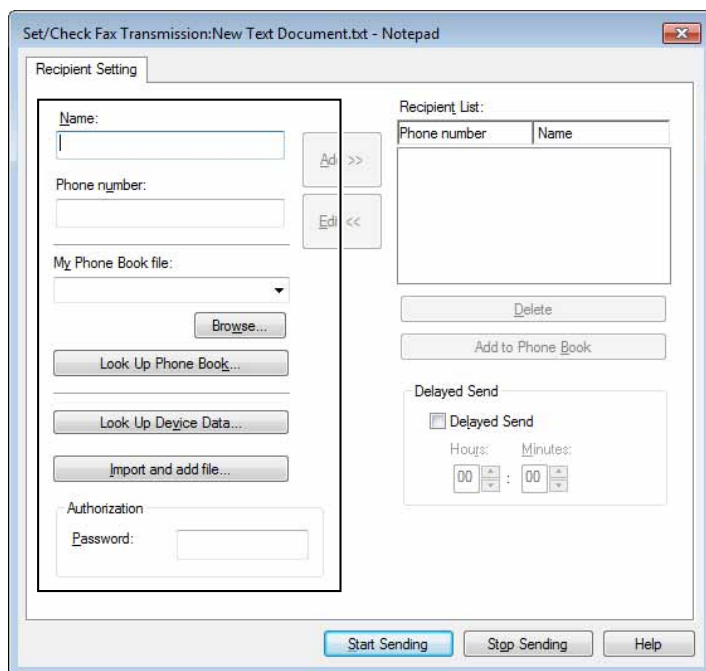 Set/Check Fax Transmission:New Text Document.txt - Notepad
Recipient Setting
Name:
Add >>
Phone number:
Edit <<
My Phone Book file:
Browse...
Look Up Phone Book...
Look Up Device Data...
Import and add file...
Authorization
Password:
Recipient List:
Phone number Name
Delete
Add to Phone Book
Delayed Send
Delayed Send
Hours: Minutes:
00 : 00
Start Sending Stop Sending Help